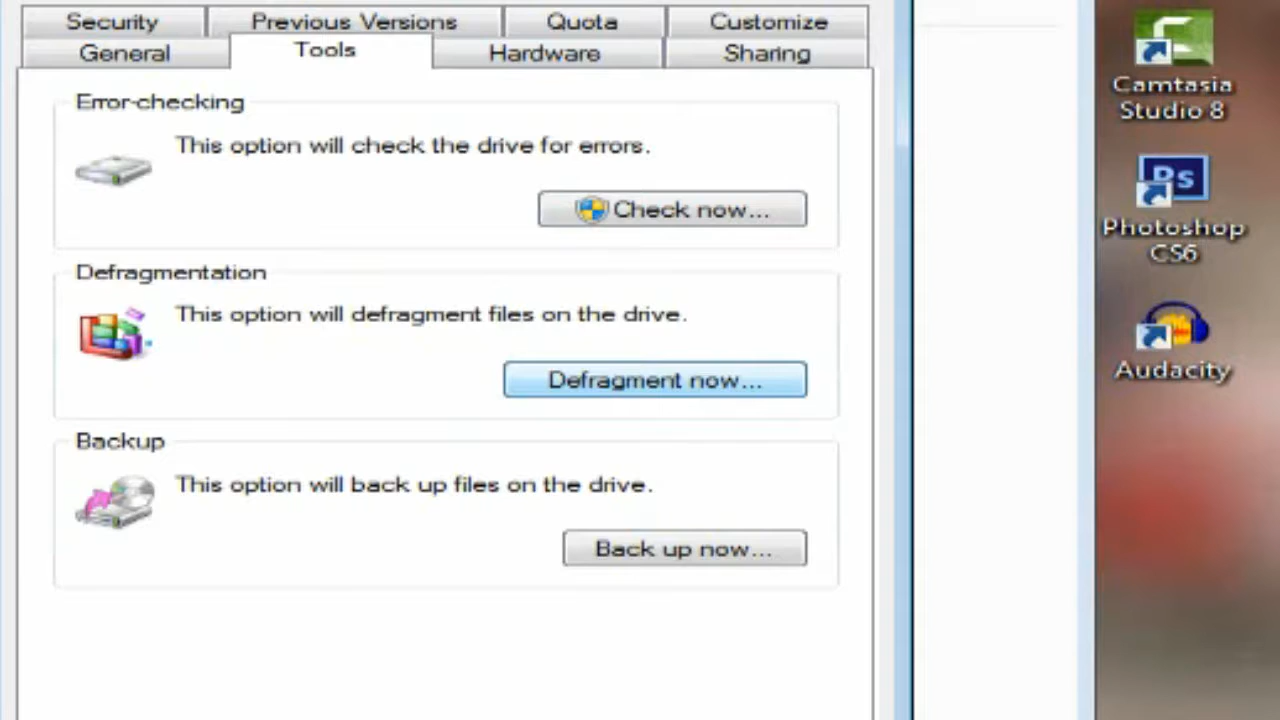 Security
Previous Versions
Quota
Customize
General
Tools
Hardware
Sharing
Error-checking
This option will check the drive for errors.
Check now...
Defragmentation
This option will defragment files on the drive.
Defragment now...
Backup
This option will back up files on the drive.
Back up now...
Camtasia
Studio 8
Ps
Photoshop
CS6
Audacity